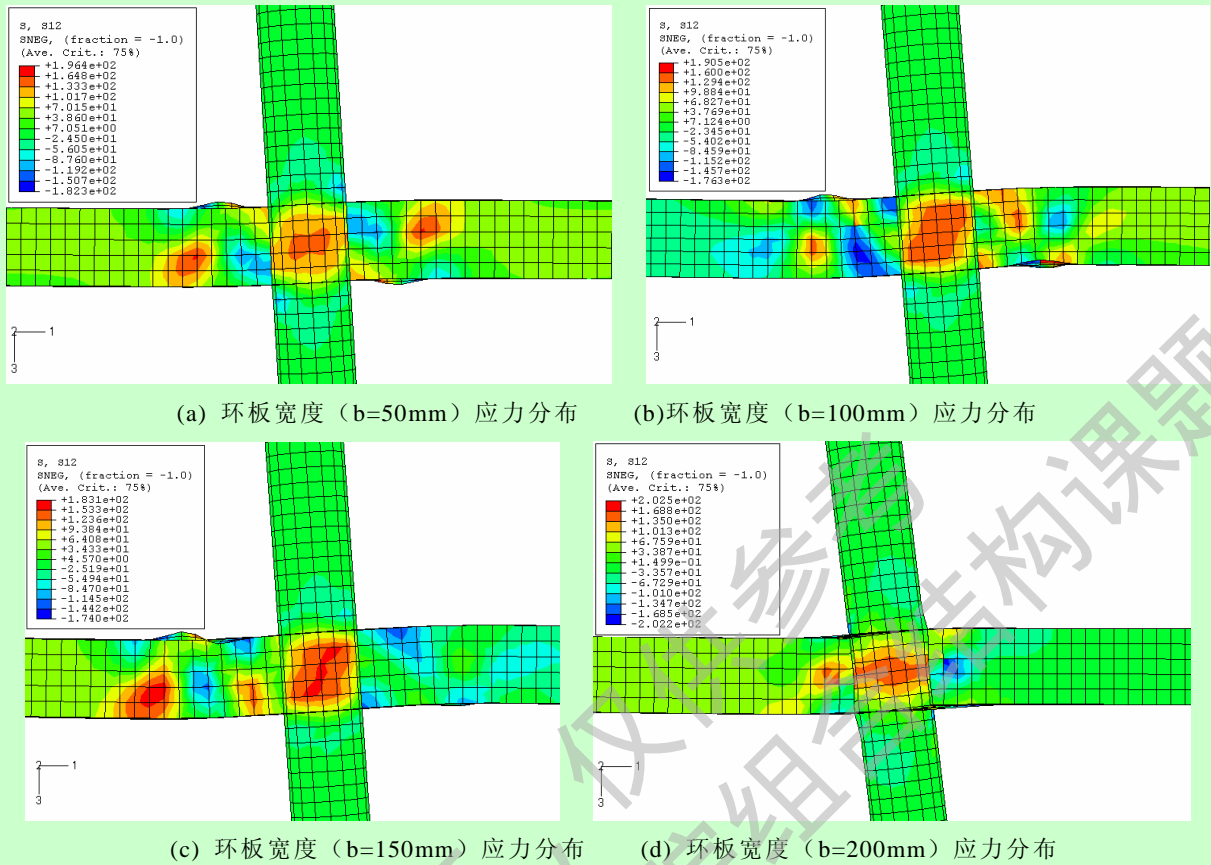 S, S12
SNEG, (fraction = -1.0)
(Ave. Crit.: 75%)
+1.964e+02
+1.648e+02
+1.333e+02
+1.017e+02
+7.015e+01
+3.860e+01
+7.051e+00
-2.450e+01
-5.605e+01
-8.760e+01
-1.192e+02
-1.507e+02
-1.823e+02
2
1
3
S, S12
SNEG, (fraction = -1.0)
(Ave. Crit.: 75%)
+1.905e+02
+1.600e+02
+1.294e+02
+9.884e+01
+6.827e+01
+3.769e+01
+7.124e+00
-2.345e+01
-5.402e+01
-8.459e+01
-1.152e+02
-1.457e+02
-1.763e+02
2
1
3
(a) 环板宽度（b=50mm）应力分布
(b)环板宽度（b=100mm）应力分布
S, S12
SNEG, (fraction = -1.0)
(Ave. Crit.: 75%)
+1.831e+02
+1.533e+02
+1.236e+02
+9.384e+01
+6.408e+01
+3.433e+01
+4.570e+00
-2.519e+01
-5.494e+01
-8.470e+01
-1.145e+02
-1.442e+02
-1.740e+02
2
1
3
S, S12
SNEG, (fraction = -1.0)
(Ave. Crit.: 75%)
+2.025e+02
+1.688e+02
+1.350e+02
+1.013e+02
+6.759e+01
+3.387e+01
+1.499e-01
-3.357e+01
-6.729e+01
-1.010e+02
-1.347e+02
-1.685e+02
-2.022e+02
2
1
3
(c) 环板宽度（b=150mm）应力分布
(d) 环板宽度（b=200mm）应力分布
仅供参考
组合结构课题